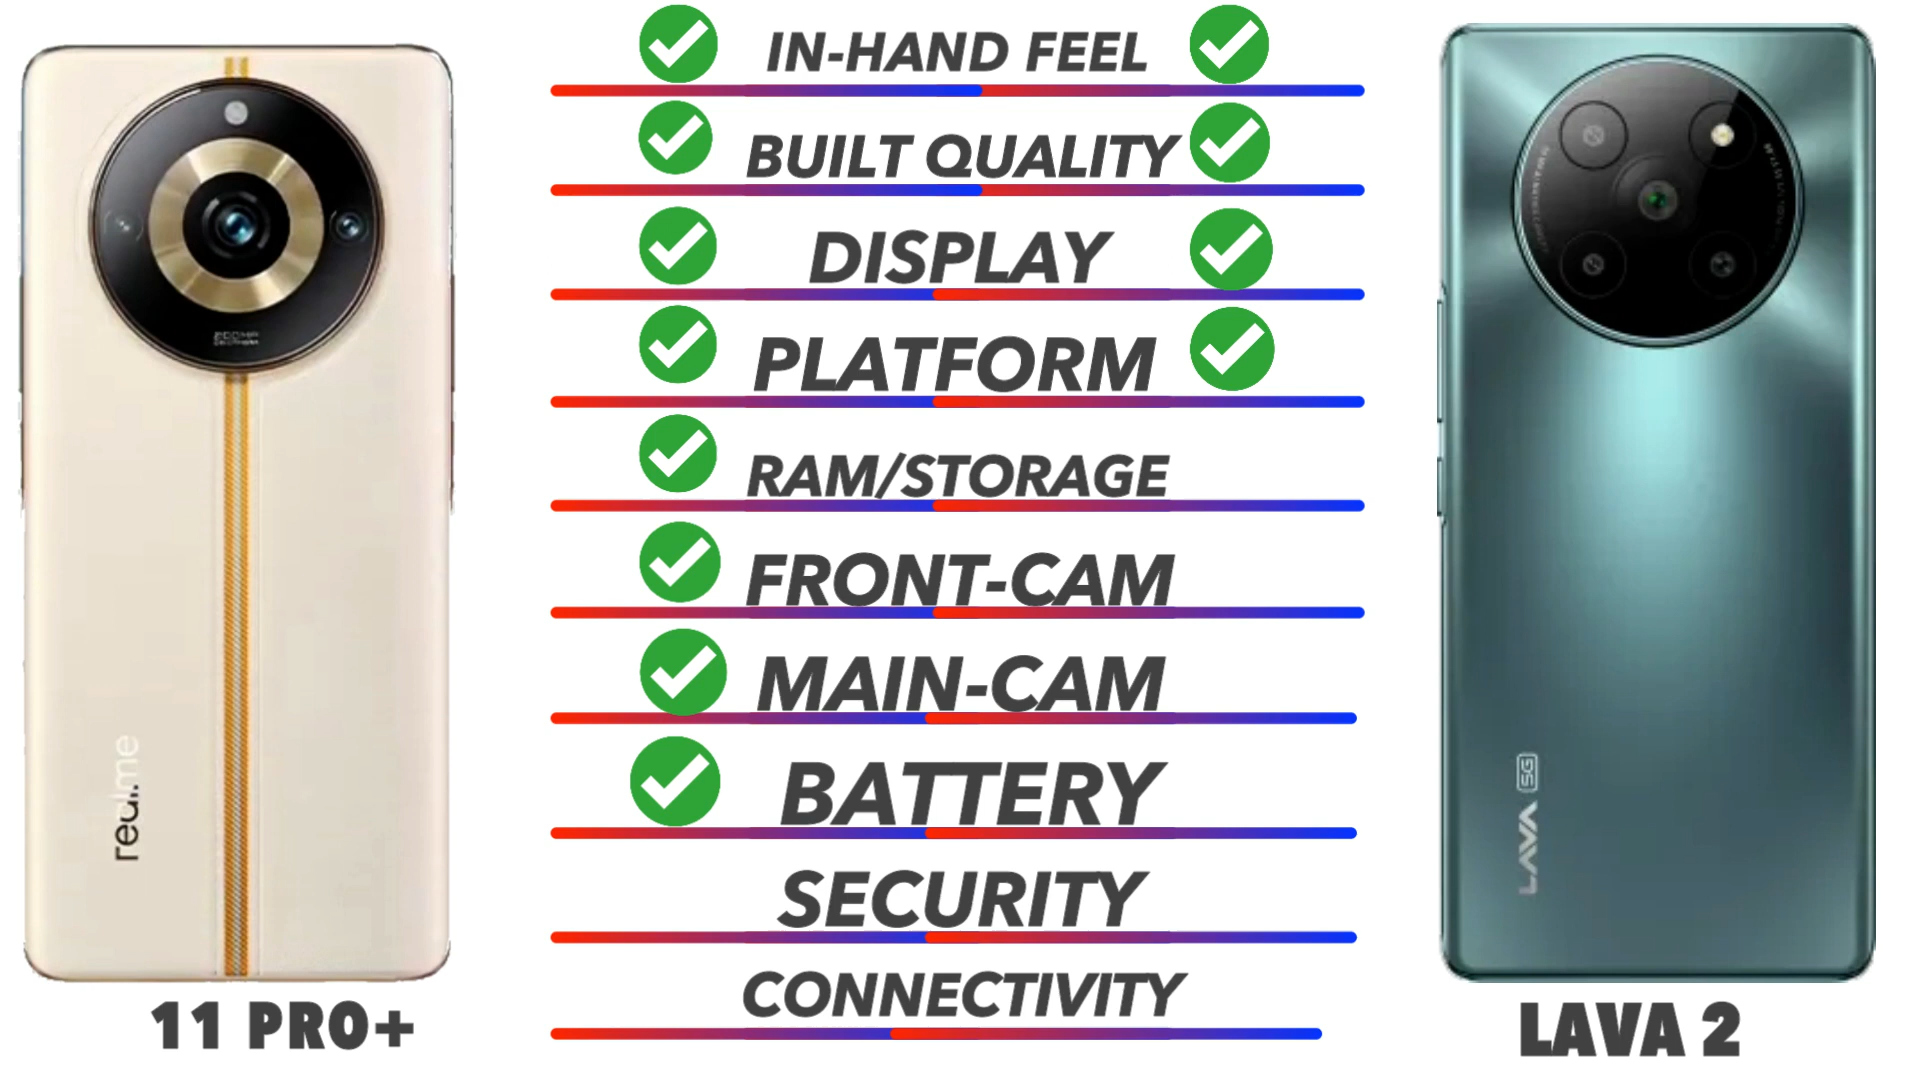 IN-HAND FEEL
BUILT QUALITY
DISPLAY
PLATFORM
RAM/STORAGE
FRONT-CAM
MAIN-CAM
BATTERY
SECURITY
CONNECTIVITY
realme
11 PRO+
LAVA 5G
LAVA 2